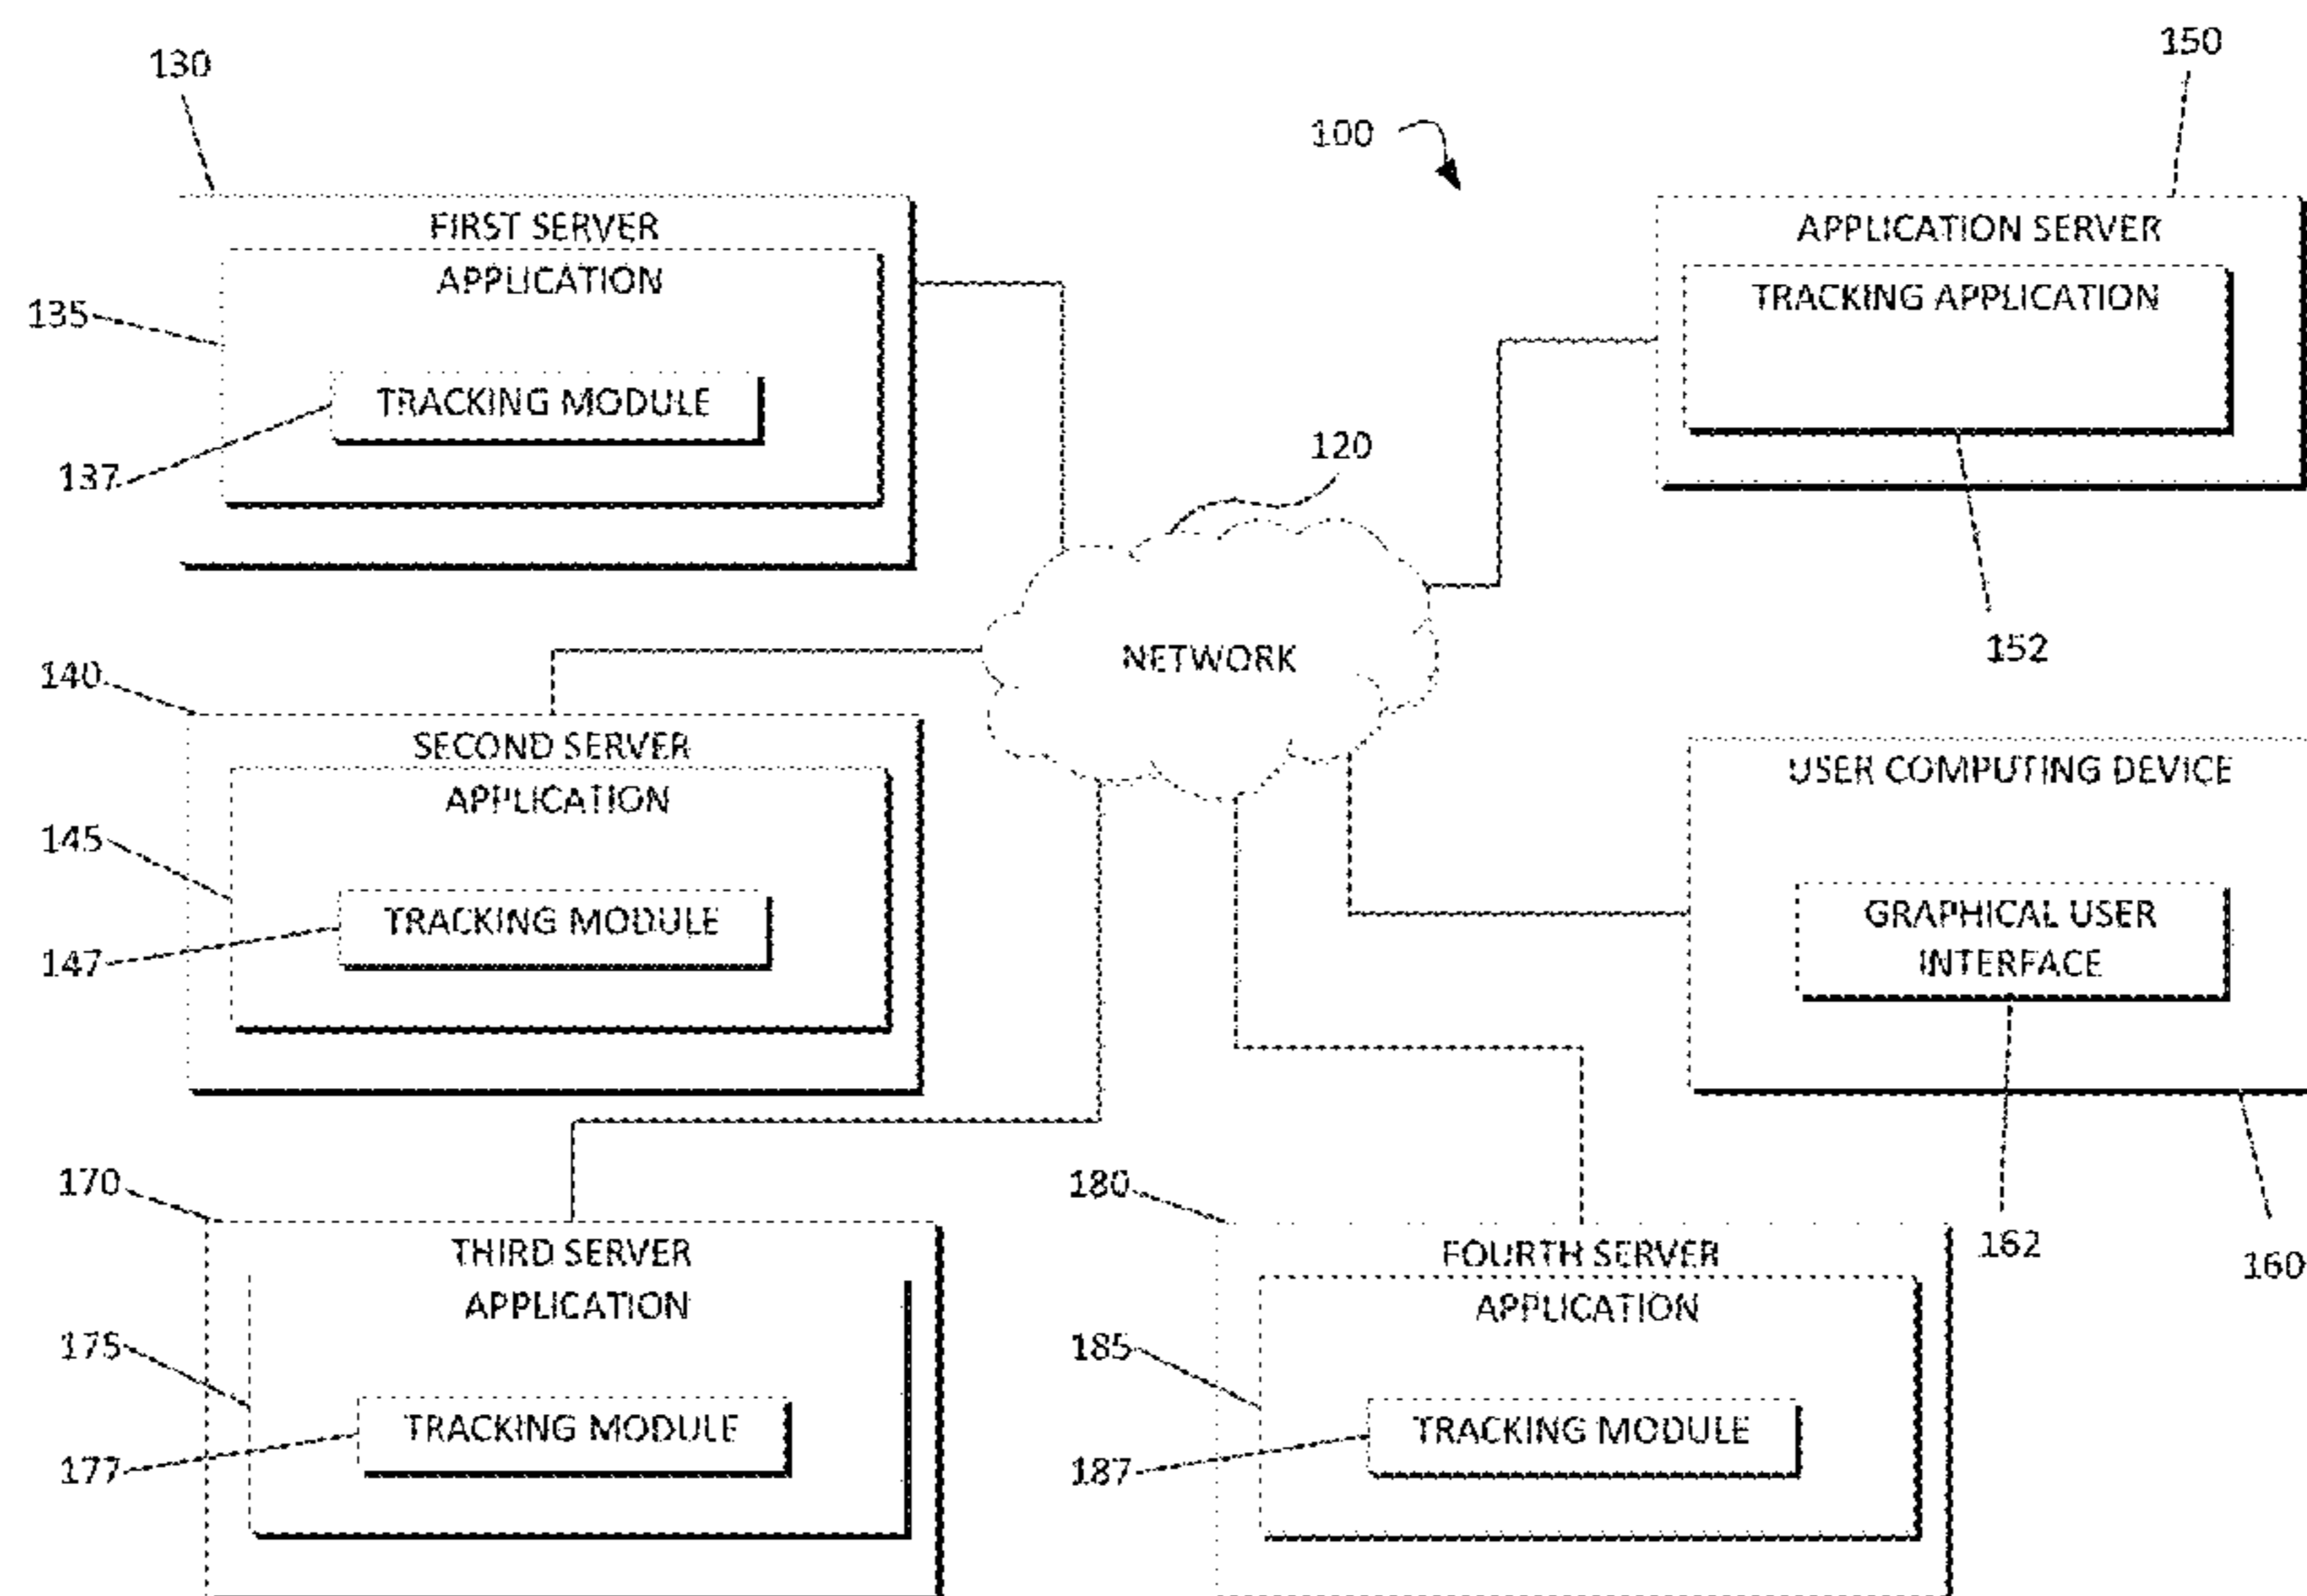 130
150
100
FIRST SERVER
APPLICATION
135
TRACKING MODULE
137
APPLICATION SERVER
TRACKING APPLICATION
152
120
NETWORK
140
SECOND SERVER
APPLICATION
145
TRACKING MODULE
147
USER COMPUTING DEVICE
GRAPHICAL USER
INTERFACE
162
160
170
THIRD SERVER
APPLICATION
175
TRACKING MODULE
177
180
FOURTH SERVER
APPLICATION
185
TRACKING MODULE
187